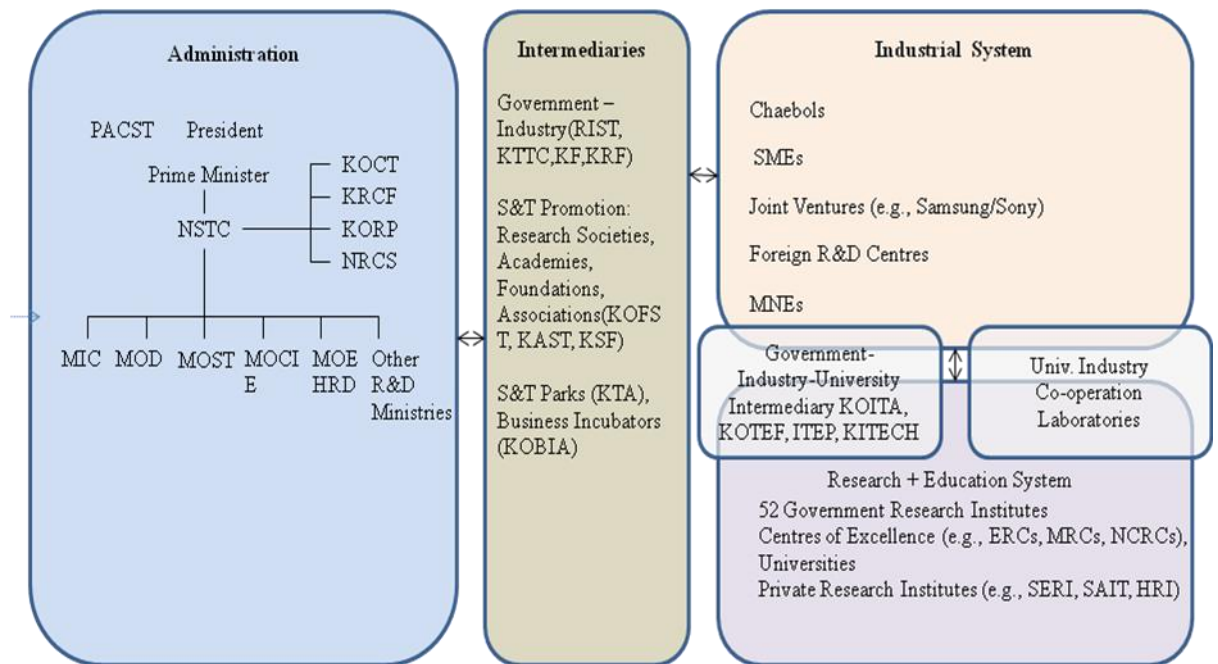 Administration
PACST President
Prime Minister
NSTC
KOCT
KRCF
KORP
NRCS
MIC
MOD
MOST
MOCI
E
MOE
HRD
Other
R&D
Ministries
Intermediaries
Government –
Industry(RIST,
KTTC,KF,KRF)
S&T Promotion:
Research Societies,
Academies,
Foundations,
Associations(KOFS
T, KAST, KSF)
S&T Parks (KTA),
Business Incubators
(KOBIA)
Industrial System
Chaebols
SMEs
Joint Ventures (e.g., Samsung/Sony)
Foreign R&D Centres
MNEs
Government-
Industry-University
Intermediary KOITA,
KOTEF, ITEP, KITECH
Univ. Industry
Co-operation
Laboratories
Research + Education System
52 Government Research Institutes
Centres of Excellence (e.g., ERCs, MRCs, NCRCs),
Universities
Private Research Institutes (e.g., SERI, SAIT, HRI)